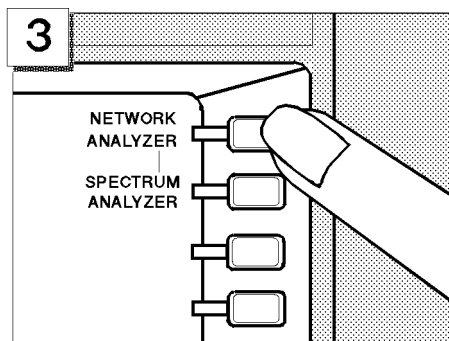 3
NETWORK
ANALYZER
SPECTRUM
ANALYZER